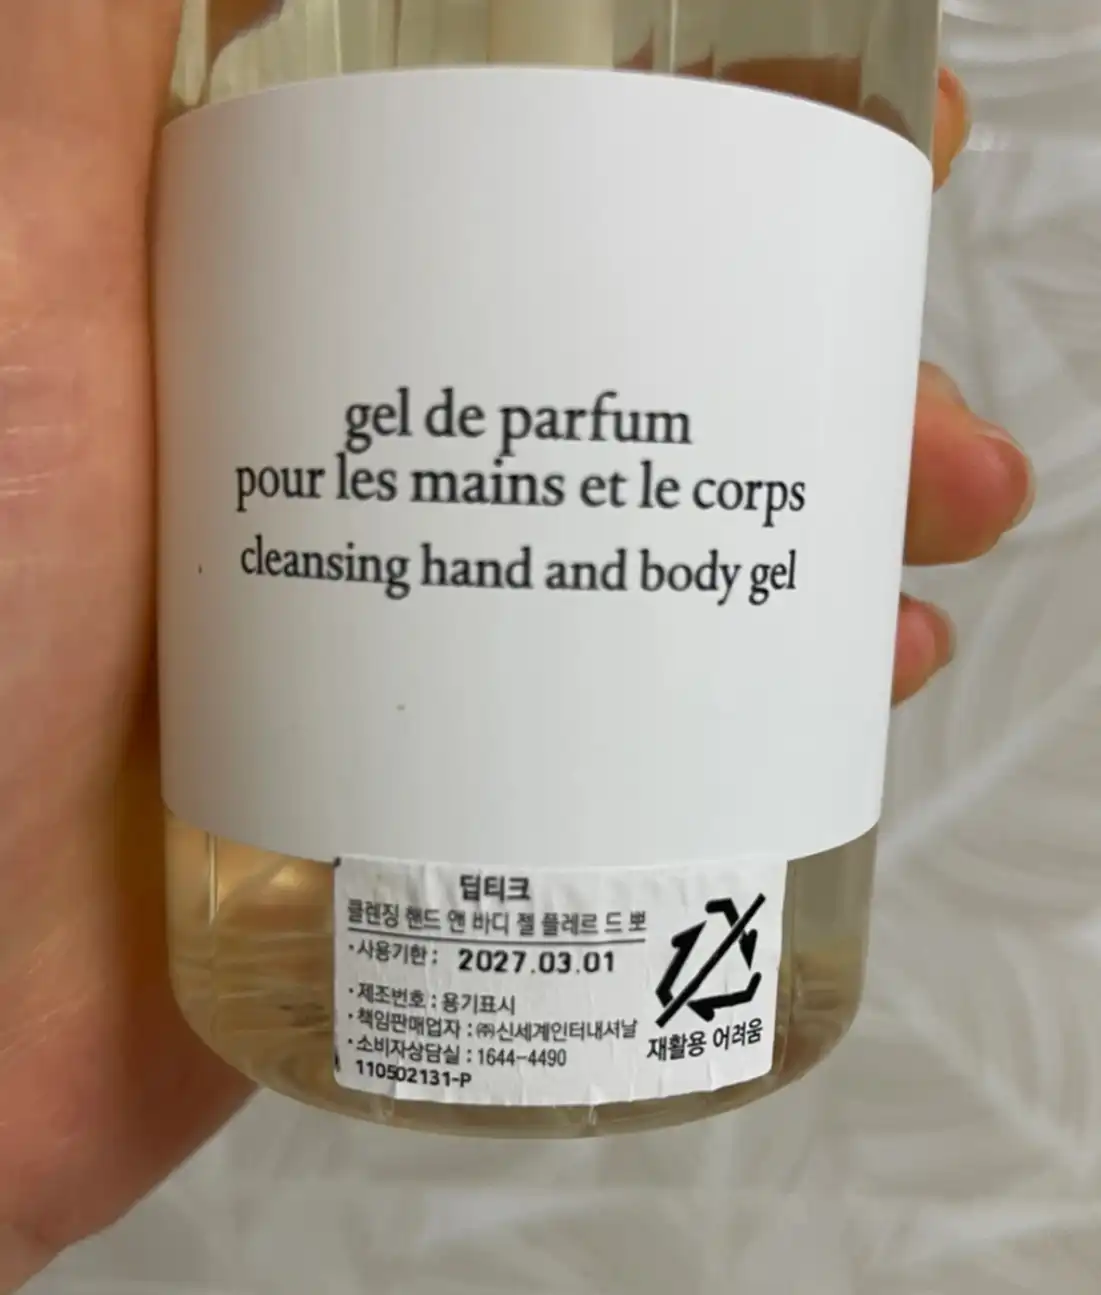 gel de parfum
pour les mains et le corps
cleansing hand and body gel
딥티크
클렌징 핸드 앤 바디 젤 플레르 드 뽀
·사용기한 : 2027.03.01
·제조번호 : 용기표시
·책임판매업자 : ㈜신세계인터내셔날
·소비자상담실 : 1644-4490
110502131-P
재활용 어려움